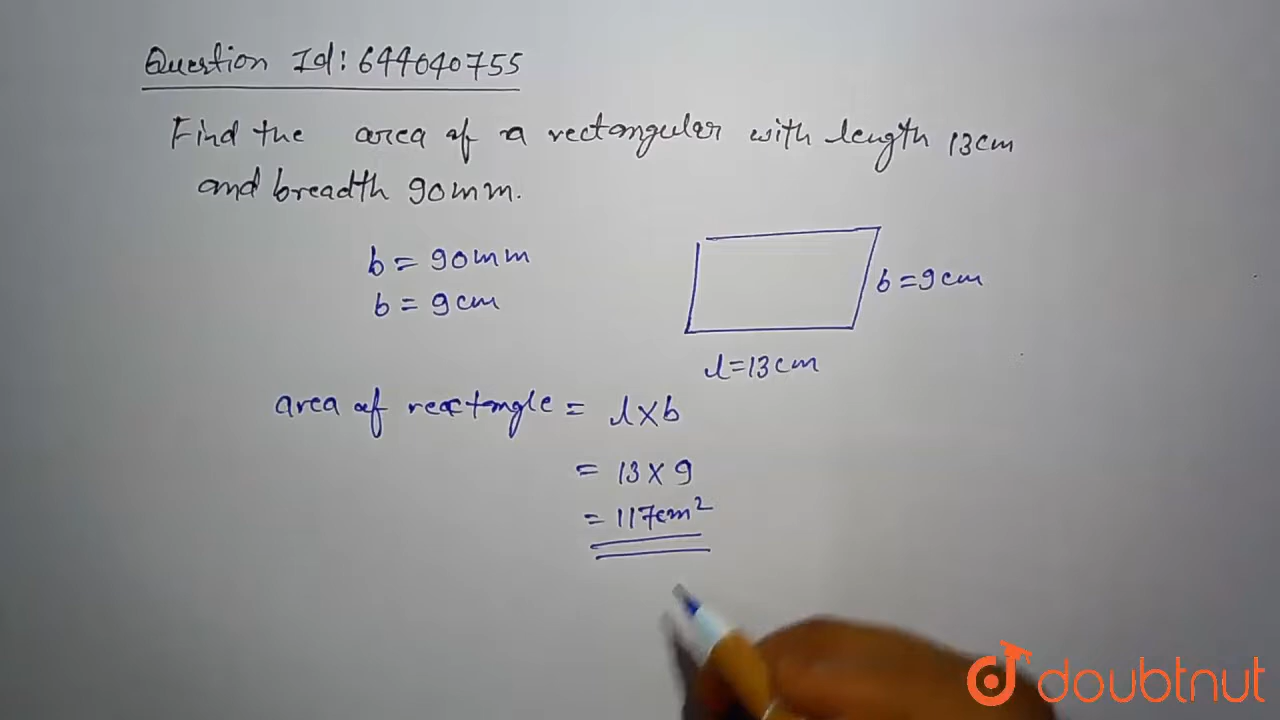 Question Id: 644640755
Find the area of a rectangular with length 13cm
and breadth 90mm.
b = 90mm
b = 9cm
b = 9cm
l=13cm
area of rectangle = l×b
= 13×9
= 117cm²
doubtnut